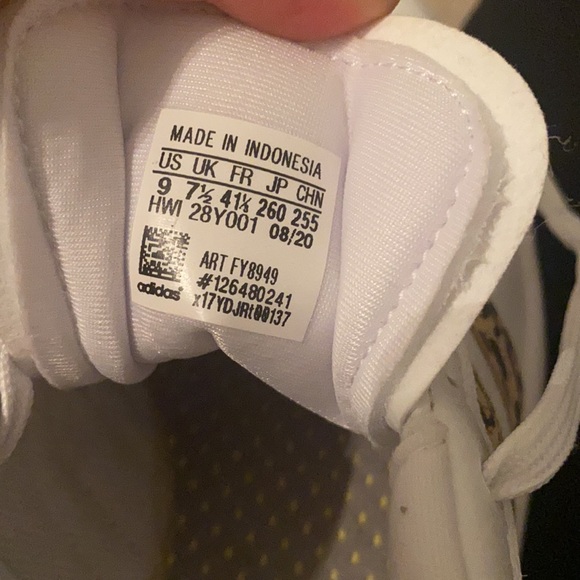 MADE IN INDONESIA
US UK FR JP CHN
9 7½ 41⅓ 260 255
HWI 28Y001 08/20
ART FY8949
#126480241
x17YDJRt00137
adidas